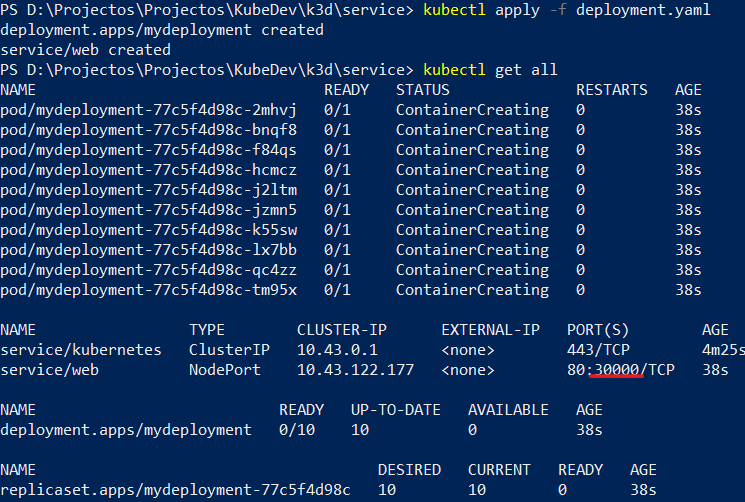 PS D:\Projectos\Projectos\KubeDev\k3d\service> kubectl apply -f deployment.yaml
deployment.apps/mydeployment created
service/web created
PS D:\Projectos\Projectos\KubeDev\k3d\service> kubectl get all
NAME READY STATUS RESTARTS AGE
pod/mydeployment-77c5f4d98c-2mhvj 0/1 ContainerCreating 0 38s
pod/mydeployment-77c5f4d98c-bnqf8 0/1 ContainerCreating 0 38s
pod/mydeployment-77c5f4d98c-f84qs 0/1 ContainerCreating 0 38s
pod/mydeployment-77c5f4d98c-hcmcz 0/1 ContainerCreating 0 38s
pod/mydeployment-77c5f4d98c-j2ltm 0/1 ContainerCreating 0 38s
pod/mydeployment-77c5f4d98c-jzmn5 0/1 ContainerCreating 0 38s
pod/mydeployment-77c5f4d98c-k55sw 0/1 ContainerCreating 0 38s
pod/mydeployment-77c5f4d98c-lx7bb 0/1 ContainerCreating 0 38s
pod/mydeployment-77c5f4d98c-qc4zz 0/1 ContainerCreating 0 38s
pod/mydeployment-77c5f4d98c-tm95x 0/1 ContainerCreating 0 38s
NAME TYPE CLUSTER-IP EXTERNAL-IP PORT(S) AGE
service/kubernetes ClusterIP 10.43.0.1 <none> 443/TCP 4m25s
service/web NodePort 10.43.122.177 <none> 80:30000/TCP 38s
NAME READY UP-TO-DATE AVAILABLE AGE
deployment.apps/mydeployment 0/10 10 0 38s
NAME DESIRED CURRENT READY AGE
replicaset.apps/mydeployment-77c5f4d98c 10 10 0 38s